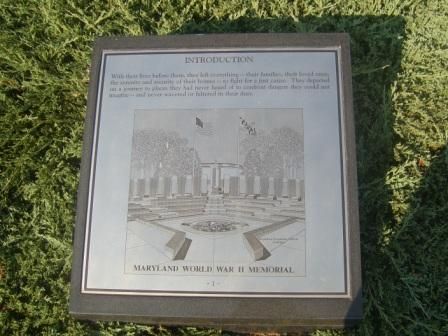 INTRODUCTION
With their lives before them, they left everything -- their families, their loved ones,
the serenity and security of their homes -- to fight for a just cause. They departed
on a journey to places they had never heard of to confront dangers they could not
imagine -- and never wavered or faltered in their duty.
MARYLAND WORLD WAR II MEMORIAL
- 1 -